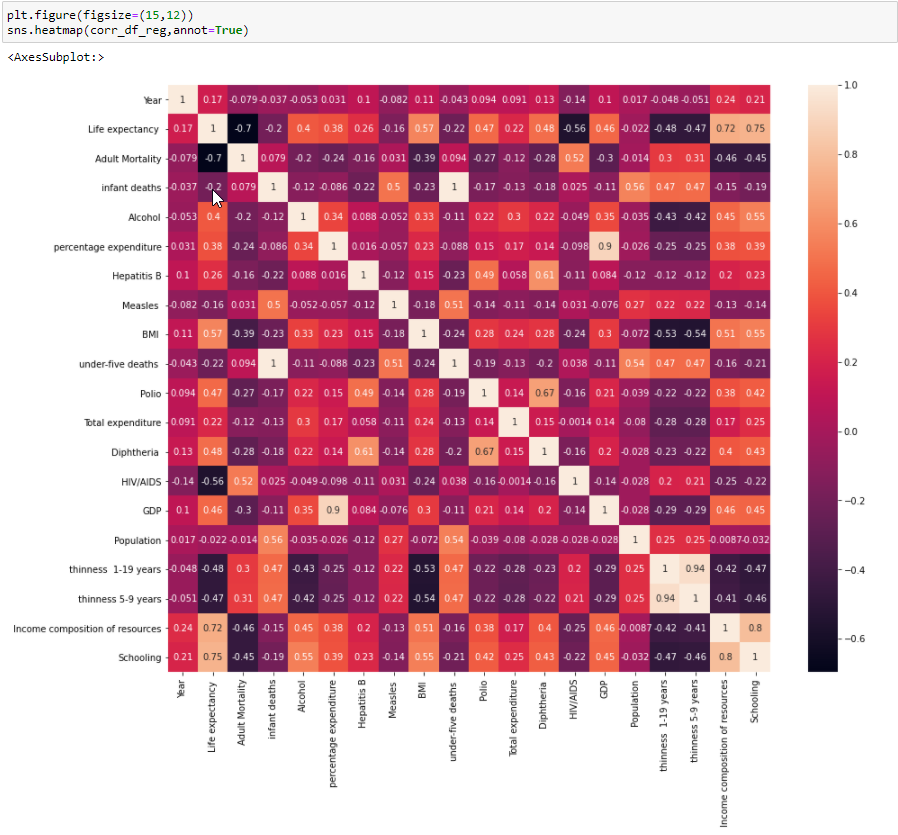 plt.figure(figsize=(15,12))
sns.heatmap(corr_df_reg,annot=True)
<AxesSubplot:>
Year 1 0.17 -0.079 -0.037 -0.053 0.031 0.1 -0.082 0.11 -0.043 0.094 0.091 0.13 -0.14 0.1 0.017 -0.048 -0.051 0.24 0.21
Life expectancy 0.17 1 -0.7 -0.2 0.4 0.38 0.26 -0.16 0.57 -0.22 0.47 0.22 0.48 -0.56 0.46 -0.022 -0.48 -0.47 0.72 0.75
Adult Mortality -0.079 -0.7 1 0.079 -0.2 -0.24 -0.16 0.031 -0.39 0.094 -0.27 -0.12 -0.28 0.52 -0.3 -0.014 0.3 0.31 -0.46 -0.45
infant deaths -0.037 -0.2 0.079 1 -0.12 -0.086 -0.22 0.5 -0.23 1 -0.17 -0.13 -0.18 0.025 -0.11 0.56 0.47 0.47 -0.15 -0.19
Alcohol -0.053 0.4 -0.2 -0.12 1 0.34 0.088 -0.052 0.33 -0.11 0.22 0.3 0.22 -0.049 0.35 -0.035 -0.43 -0.42 0.45 0.55
percentage expenditure 0.031 0.38 -0.24 -0.086 0.34 1 0.016 -0.057 0.23 -0.088 0.15 0.17 0.14 -0.098 0.9 -0.026 -0.25 -0.25 0.38 0.39
Hepatitis B 0.1 0.26 -0.16 -0.22 0.088 0.016 1 -0.12 0.15 -0.23 0.49 0.058 0.61 -0.11 0.084 -0.12 -0.12 -0.12 0.2 0.23
Measles -0.082 -0.16 0.031 0.5 -0.052 -0.057 -0.12 1 -0.18 0.51 -0.14 -0.11 -0.14 0.031 -0.076 0.27 0.22 0.22 -0.13 -0.14
BMI 0.11 0.57 -0.39 -0.23 0.33 0.23 0.15 -0.18 1 -0.24 0.28 0.24 0.28 -0.24 0.3 -0.072 -0.53 -0.54 0.51 0.55
under-five deaths -0.043 -0.22 0.094 1 -0.11 -0.088 -0.23 0.51 -0.24 1 -0.19 -0.13 -0.2 0.038 -0.11 0.54 0.47 0.47 -0.16 -0.21
Polio 0.094 0.47 -0.27 -0.17 0.22 0.15 0.49 -0.14 0.28 -0.19 1 0.14 0.67 -0.16 0.21 -0.039 -0.22 -0.22 0.38 0.42
Total expenditure 0.091 0.22 -0.12 -0.13 0.3 0.17 0.058 -0.11 0.24 -0.13 0.14 1 0.15 -0.0014 0.14 -0.08 -0.28 -0.28 0.17 0.25
Diphtheria 0.13 0.48 -0.28 -0.18 0.22 0.14 0.61 -0.14 0.28 -0.2 0.67 0.15 1 -0.16 0.2 -0.028 -0.23 -0.22 0.4 0.43
HIV/AIDS -0.14 -0.56 0.52 0.025 -0.049 -0.098 -0.11 0.031 -0.24 0.038 -0.16 -0.0014 -0.16 1 -0.14 -0.028 0.2 0.21 -0.25 -0.22
GDP 0.1 0.46 -0.3 -0.11 0.35 0.9 0.084 -0.076 0.3 -0.11 0.21 0.14 0.2 -0.14 1 -0.028 -0.29 -0.29 0.46 0.45
Population 0.017 -0.022 -0.014 0.56 -0.035 -0.026 -0.12 0.27 -0.072 0.54 -0.039 -0.08 -0.028 -0.028 -0.028 1 0.25 0.25 -0.0087 -0.032
thinness 1-19 years -0.048 -0.48 0.3 0.47 -0.43 -0.25 -0.12 0.22 -0.53 0.47 -0.22 -0.28 -0.23 0.2 -0.29 0.25 1 0.94 -0.42 -0.47
thinness 5-9 years -0.051 -0.47 0.31 0.47 -0.42 -0.25 -0.12 0.22 -0.54 0.47 -0.22 -0.28 -0.22 0.21 -0.29 0.25 0.94 1 -0.41 -0.46
Income composition of resources 0.24 0.72 -0.46 -0.15 0.45 0.38 0.2 -0.13 0.51 -0.16 0.38 0.17 0.4 -0.25 0.46 -0.0087 -0.42 -0.41 1 0.8
Schooling 0.21 0.75 -0.45 -0.19 0.55 0.39 0.23 -0.14 0.55 -0.21 0.42 0.25 0.43 -0.22 0.45 -0.032 -0.47 -0.46 0.8 1
Year
Life expectancy
Adult Mortality
infant deaths
Alcohol
percentage expenditure
Hepatitis B
Measles
BMI
under-five deaths
Polio
Total expenditure
Diphtheria
HIV/AIDS
GDP
Population
thinness 1-19 years
thinness 5-9 years
Income composition of resources
Schooling
1.0
0.8
0.6
0.4
0.2
0.0
−0.2
−0.4
−0.6